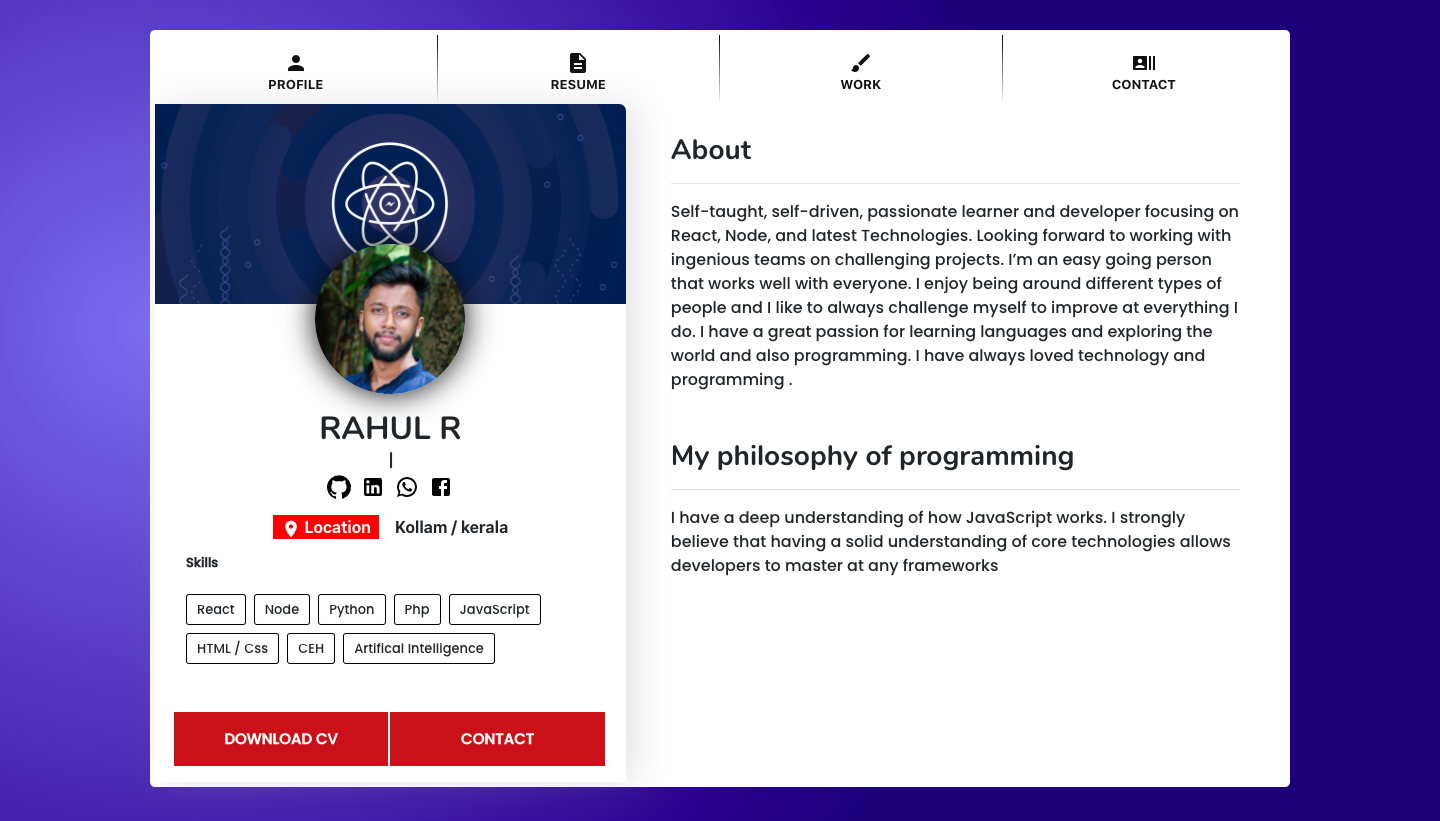 PROFILE
RESUME
WORK
CONTACT
RAHUL R
|
Location
Kollam / kerala
Skills
React
Node
Python
Php
JavaScript
HTML / Css
CEH
Artifical Intelligence
DOWNLOAD CV
CONTACT
About
Self-taught, self-driven, passionate learner and developer focusing on
React, Node, and latest Technologies. Looking forward to working with
ingenious teams on challenging projects. I’m an easy going person
that works well with everyone. I enjoy being around different types of
people and I like to always challenge myself to improve at everything I
do. I have a great passion for learning languages and exploring the
world and also programming. I have always loved technology and
programming .
My philosophy of programming
I have a deep understanding of how JavaScript works. I strongly
believe that having a solid understanding of core technologies allows
developers to master at any frameworks